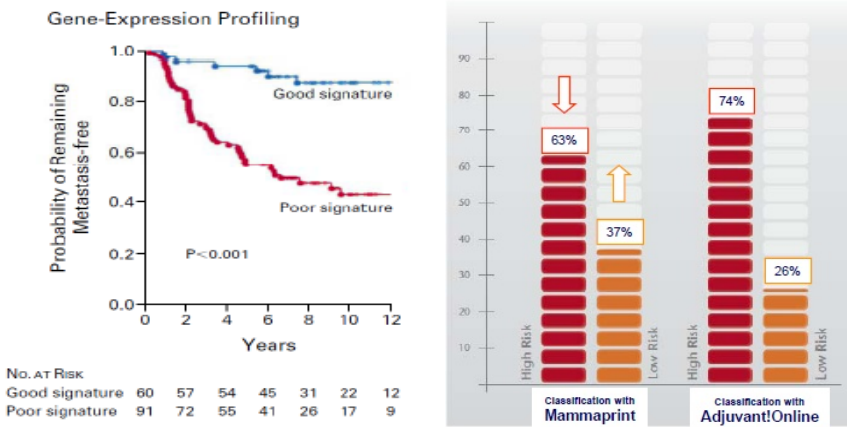 Gene-Expression Profiling
Probability of Remaining
Metastasis-free
1.0
0.8
0.6
0.4
0.2
0.0
Good signature
Poor signature
P<0.001
0 2 4 6 8 10 12
Years
No. at Risk
Good signature 60 57 54 45 31 22 12
Poor signature 91 72 55 41 26 17 9
90
80
70
60
50
40
30
20
10
63%
37%
74%
26%
High Risk
Low Risk
High Risk
Low Risk
Classification with
Mammaprint
Classification with
Adjuvant!Online